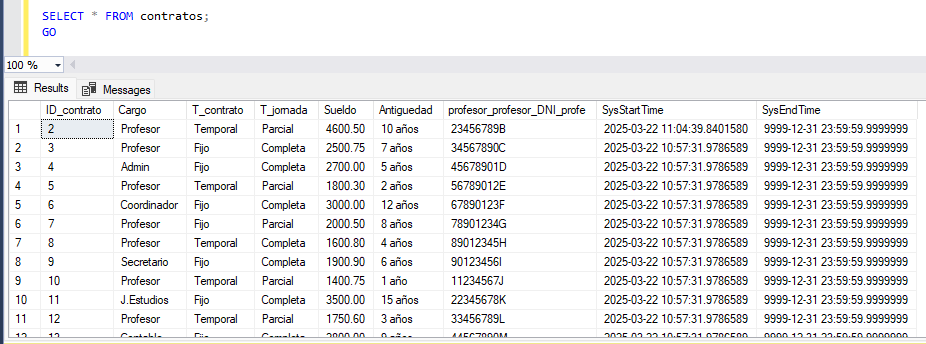 SELECT * FROM contratos;
GO
100 %
Results Messages
ID_contrato Cargo T_contrato T_jornada Sueldo Antiguedad profesor_profesor_DNI_profe SysStartTime SysEndTime
1 2 Profesor Temporal Parcial 4600.50 10 años 23456789B 2025-03-22 11:04:39.8401580 9999-12-31 23:59:59.9999999
2 3 Profesor Fijo Completa 2500.75 7 años 34567890C 2025-03-22 10:57:31.9786589 9999-12-31 23:59:59.9999999
3 4 Admin Fijo Completa 2700.00 5 años 45678901D 2025-03-22 10:57:31.9786589 9999-12-31 23:59:59.9999999
4 5 Profesor Temporal Parcial 1800.30 2 años 56789012E 2025-03-22 10:57:31.9786589 9999-12-31 23:59:59.9999999
5 6 Coordinador Fijo Completa 3000.00 12 años 67890123F 2025-03-22 10:57:31.9786589 9999-12-31 23:59:59.9999999
6 7 Profesor Fijo Parcial 2000.50 8 años 78901234G 2025-03-22 10:57:31.9786589 9999-12-31 23:59:59.9999999
7 8 Profesor Temporal Completa 1600.80 4 años 89012345H 2025-03-22 10:57:31.9786589 9999-12-31 23:59:59.9999999
8 9 Secretario Fijo Completa 1900.90 6 años 90123456I 2025-03-22 10:57:31.9786589 9999-12-31 23:59:59.9999999
9 10 Profesor Temporal Parcial 1400.75 1 año 11234567J 2025-03-22 10:57:31.9786589 9999-12-31 23:59:59.9999999
10 11 J.Estudios Fijo Completa 3500.00 15 años 22345678K 2025-03-22 10:57:31.9786589 9999-12-31 23:59:59.9999999
11 12 Profesor Temporal Parcial 1750.60 3 años 33456789L 2025-03-22 10:57:31.9786589 9999-12-31 23:59:59.9999999
12 13 Contable Fijo Completa 2025-03-22 10:57:31.9786589 9999-12-31 23:59:59.9999999